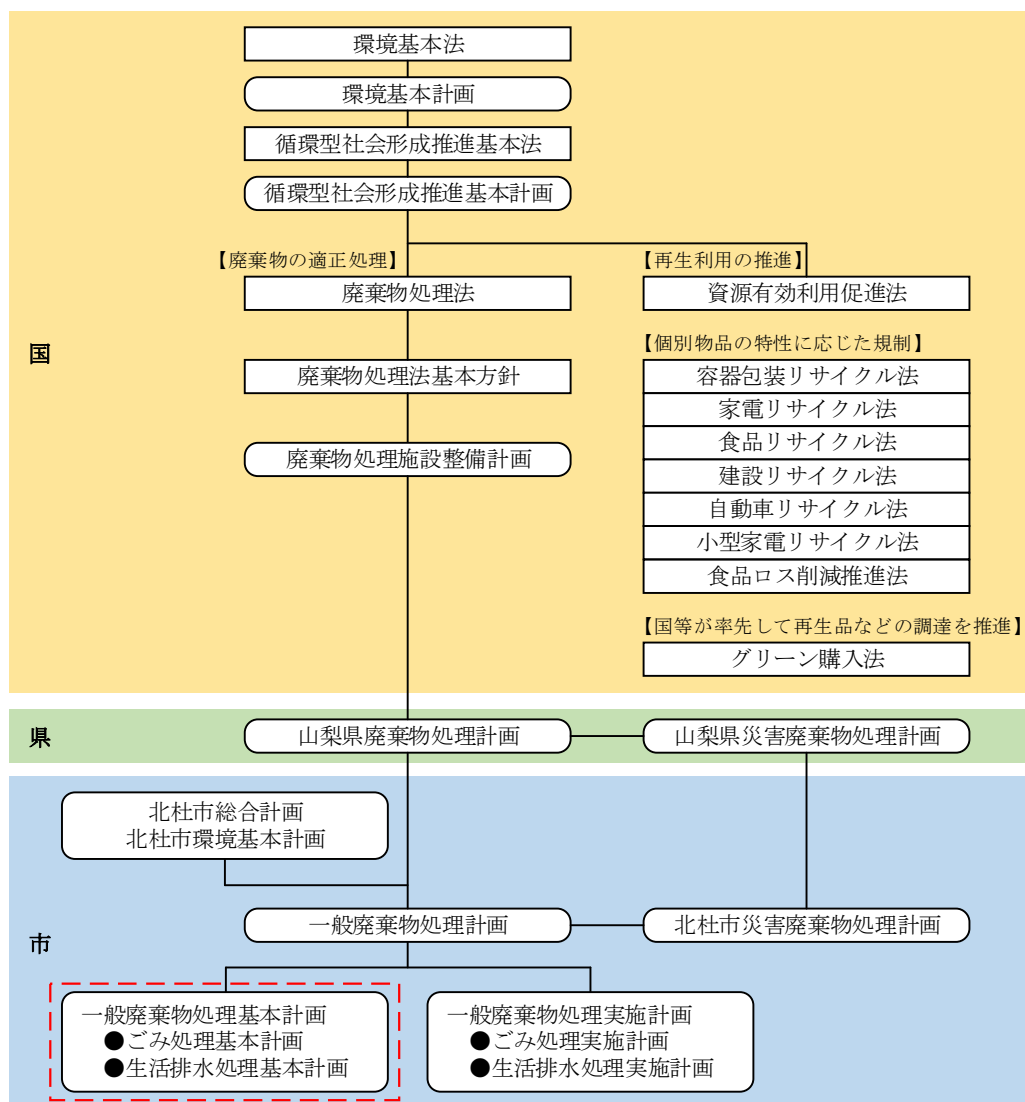 環境基本法
環境基本計画
循環型社会形成推進基本法
循環型社会形成推進基本計画
【廃棄物の適正処理】
廃棄物処理法
廃棄物処理法基本方針
廃棄物処理施設整備計画
【再生利用の推進】
資源有効利用促進法
【個別物品の特性に応じた規制】
容器包装リサイクル法
家電リサイクル法
食品リサイクル法
建設リサイクル法
自動車リサイクル法
小型家電リサイクル法
食品ロス削減推進法
【国等が率先して再生品などの調達を推進】
グリーン購入法
国
県
山梨県廃棄物処理計画
山梨県災害廃棄物処理計画
市
北杜市総合計画
北杜市環境基本計画
一般廃棄物処理計画
北杜市災害廃棄物処理計画
一般廃棄物処理基本計画
●ごみ処理基本計画
●生活排水処理基本計画
一般廃棄物処理実施計画
●ごみ処理実施計画
●生活排水処理実施計画